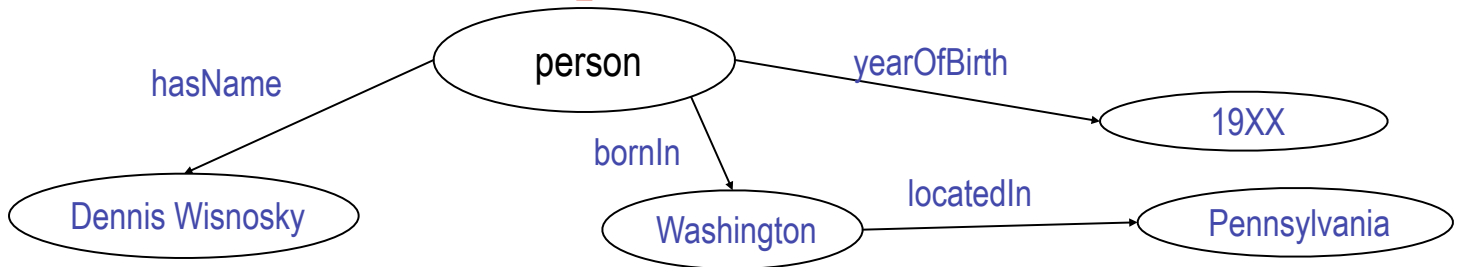 person
yearOfBirth
hasName
19XX
bornIn
locatedIn
Dennis Wisnosky
Washington
Pennsylvania